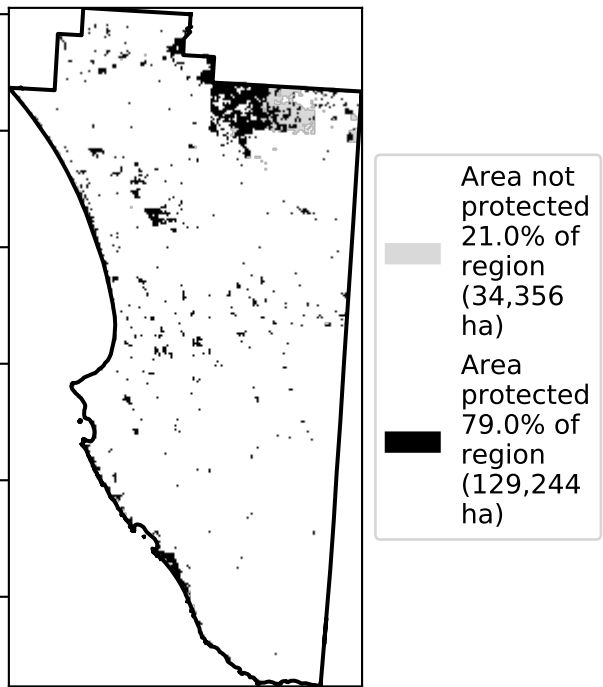 Area not
protected
21.0% of
region
(34,356
ha)
Area
protected
79.0% of
region
(129,244
ha)